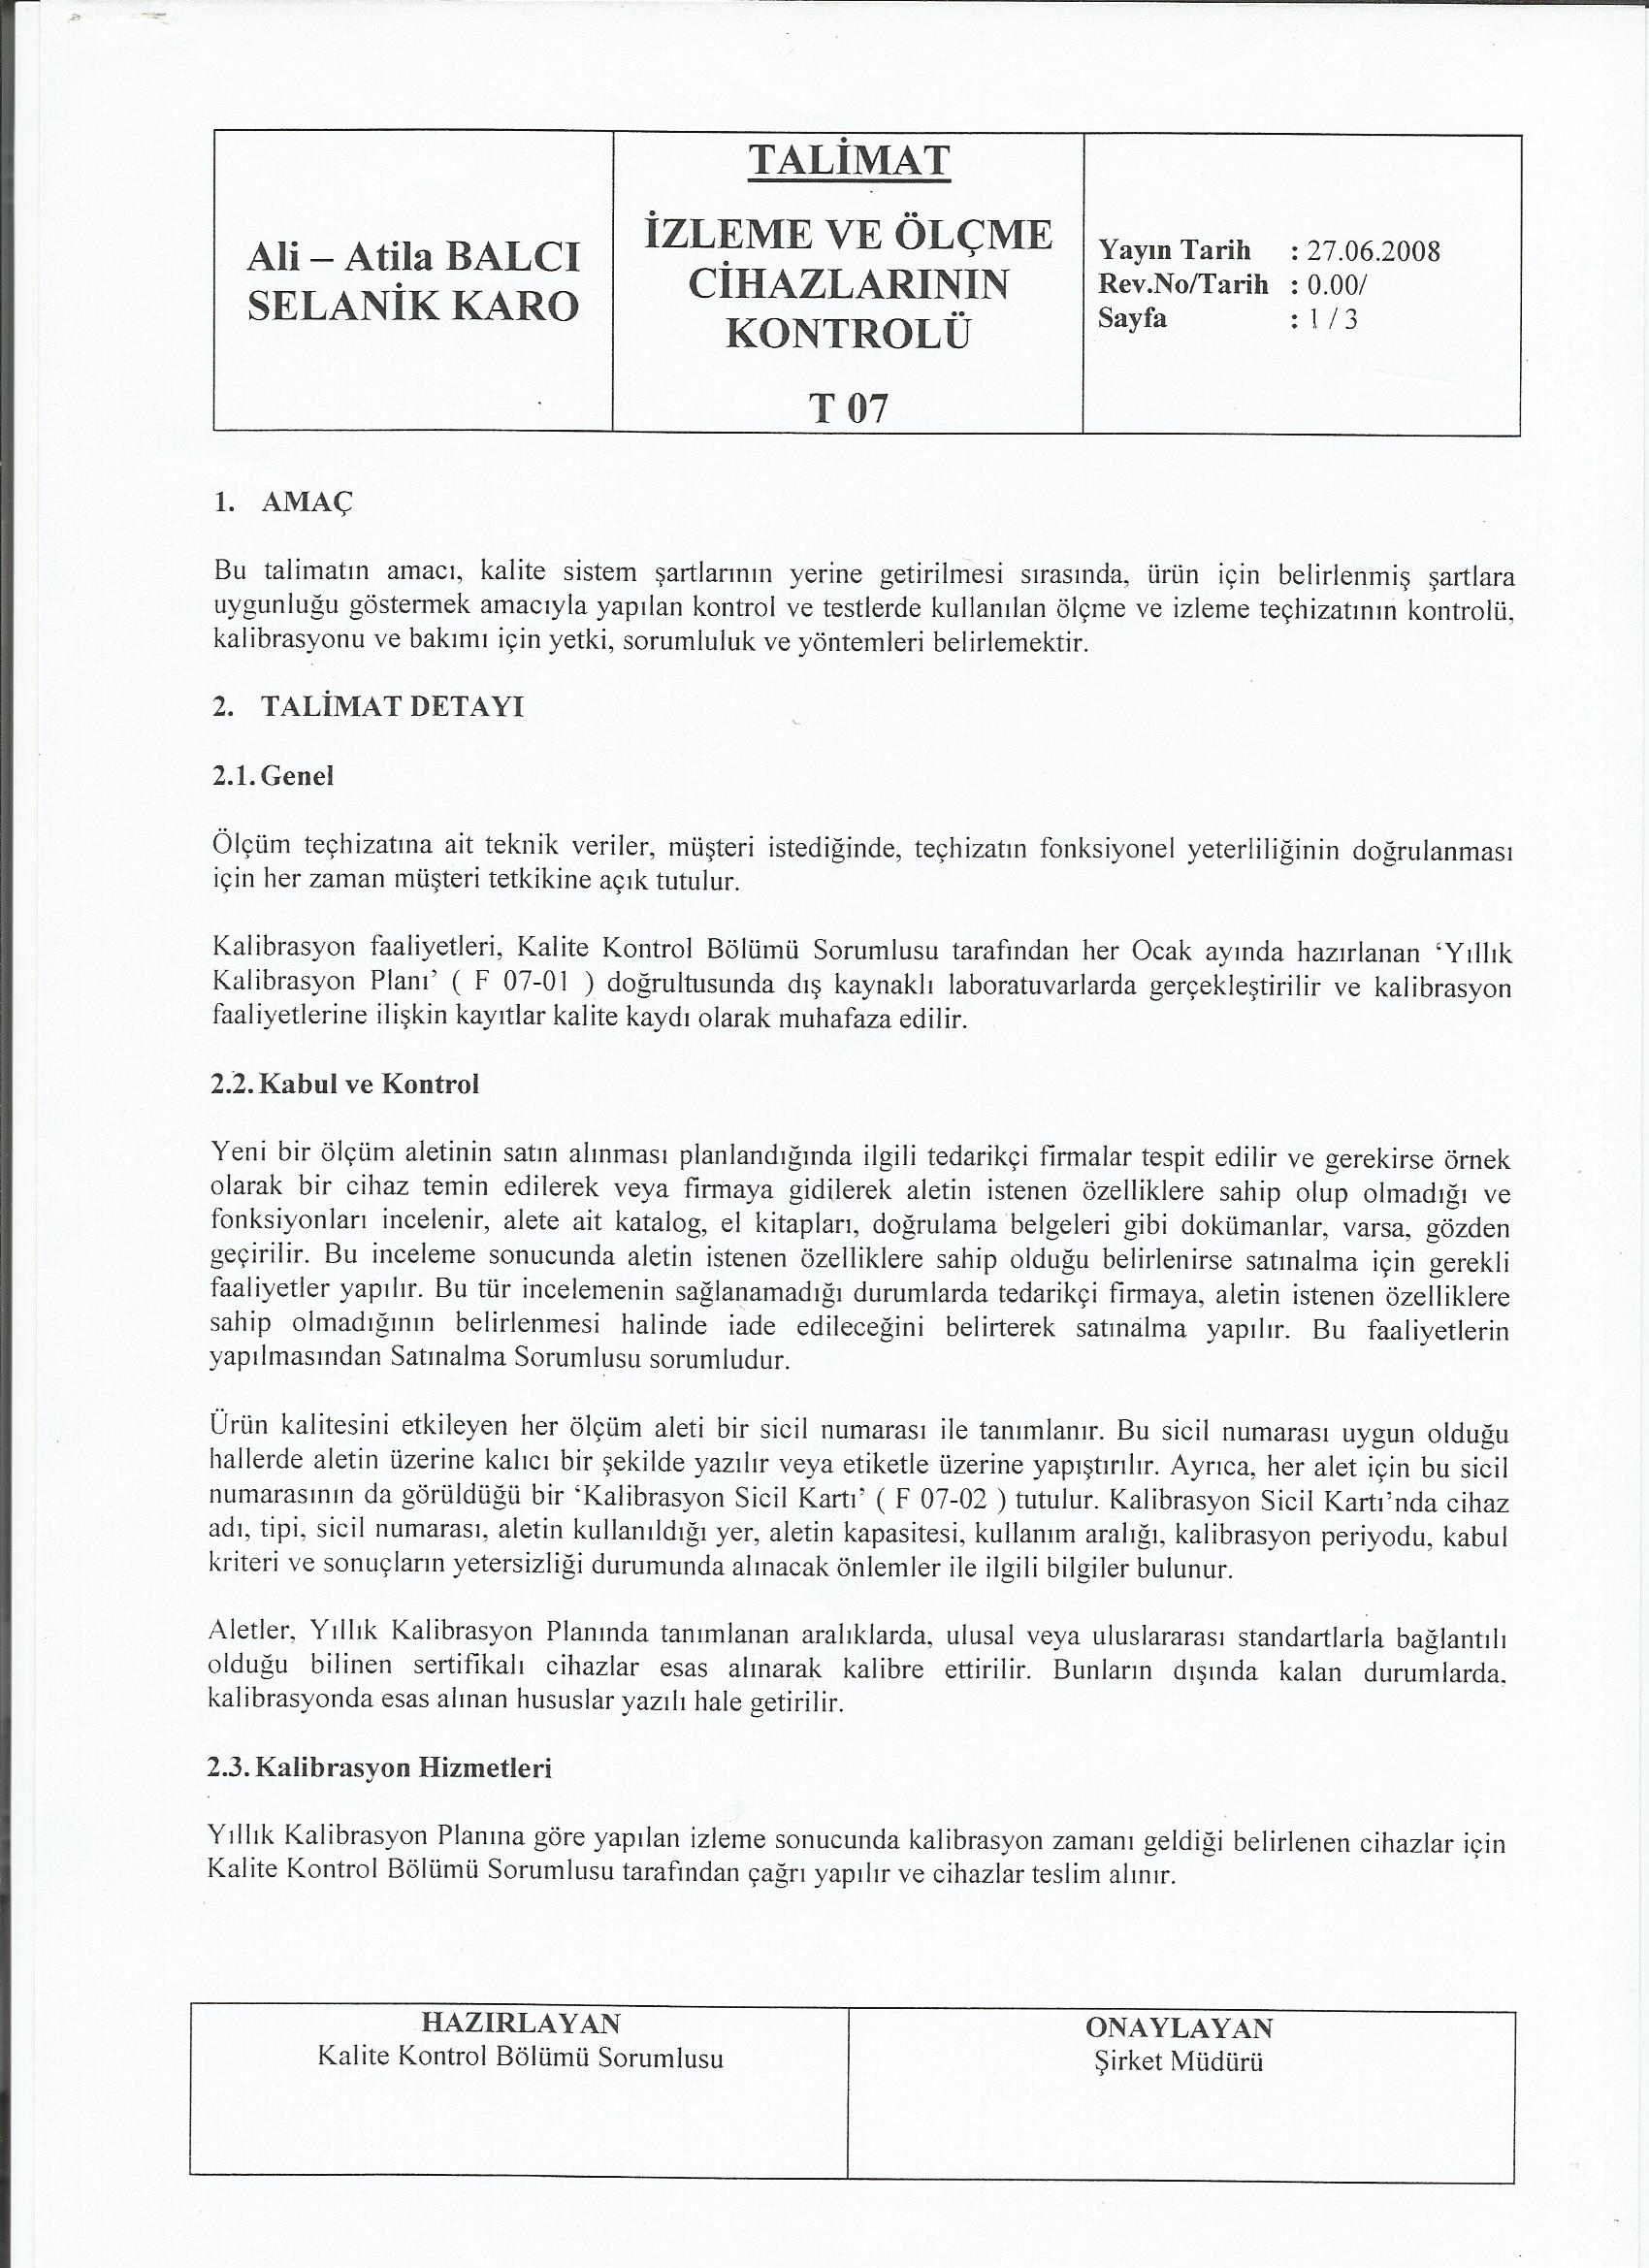 Ali – Atila BALCI
SELANİK KARO
TALİMAT
İZLEME VE ÖLÇME
CİHAZLARININ
KONTROLÜ
T 07
Yayın Tarih : 27.06.2008
Rev.No/Tarih : 0.00/
Sayfa : 1 / 3
1. AMAÇ
Bu talimatın amacı, kalite sistem şartlarının yerine getirilmesi sırasında, ürün için belirlenmiş şartlara
uygunluğu göstermek amacıyla yapılan kontrol ve testlerde kullanılan ölçme ve izleme teçhizatının kontrolü,
kalibrasyonu ve bakımı için yetki, sorumluluk ve yöntemleri belirlemektir.
2. TALİMAT DETAYI
2.1. Genel
Ölçüm teçhizatına ait teknik veriler, müşteri istediğinde, teçhizatın fonksiyonel yeterliliğinin doğrulanması
için her zaman müşteri tetkikine açık tutulur.
Kalibrasyon faaliyetleri, Kalite Kontrol Bölümü Sorumlusu tarafından her Ocak ayında hazırlanan ‘Yıllık
Kalibrasyon Planı’ ( F 07-01 ) doğrultusunda dış kaynaklı laboratuvarlarda gerçekleştirilir ve kalibrasyon
faaliyetlerine ilişkin kayıtlar kalite kaydı olarak muhafaza edilir.
2.2. Kabul ve Kontrol
Yeni bir ölçüm aletinin satın alınması planlandığında ilgili tedarikçi firmalar tespit edilir ve gerekirse örnek
olarak bir cihaz temin edilerek veya firmaya gidilerek aletin istenen özelliklere sahip olup olmadığı ve
fonksiyonları incelenir, alete ait katalog, el kitapları, doğrulama belgeleri gibi dokümanlar, varsa, gözden
geçirilir. Bu inceleme sonucunda aletin istenen özelliklere sahip olduğu belirlenirse satınalma için gerekli
faaliyetler yapılır. Bu tür incelemenin sağlanamadığı durumlarda tedarikçi firmaya, aletin istenen özelliklere
sahip olmadığının belirlenmesi halinde iade edileceğini belirterek satınalma yapılır. Bu faaliyetlerin
yapılmasından Satınalma Sorumlusu sorumludur.
Ürün kalitesini etkileyen her ölçüm aleti bir sicil numarası ile tanımlanır. Bu sicil numarası uygun olduğu
hallerde aletin üzerine kalıcı bir şekilde yazılır veya etiketle üzerine yapıştırılır. Ayrıca, her alet için bu sicil
numarasının da görüldüğü bir ‘Kalibrasyon Sicil Kartı’ ( F 07-02 ) tutulur. Kalibrasyon Sicil Kartı’nda cihaz
adı, tipi, sicil numarası, aletin kullanıldığı yer, aletin kapasitesi, kullanım aralığı, kalibrasyon periyodu, kabul
kriteri ve sonuçların yetersizliği durumunda alınacak önlemler ile ilgili bilgiler bulunur.
Aletler, Yıllık Kalibrasyon Planında tanımlanan aralıklarda, ulusal veya uluslararası standartlarla bağlantılı
olduğu bilinen sertifikalı cihazlar esas alınarak kalibre ettirilir. Bunların dışında kalan durumlarda,
kalibrasyonda esas alınan hususlar yazılı hale getirilir.
2.3. Kalibrasyon Hizmetleri
Yıllık Kalibrasyon Planına göre yapılan izleme sonucunda kalibrasyon zamanı geldiği belirlenen cihazlar için
Kalite Kontrol Bölümü Sorumlusu tarafından çağrı yapılır ve cihazlar teslim alınır.
HAZIRLAYAN
Kalite Kontrol Bölümü Sorumlusu
ONAYLAYAN
Şirket Müdürü